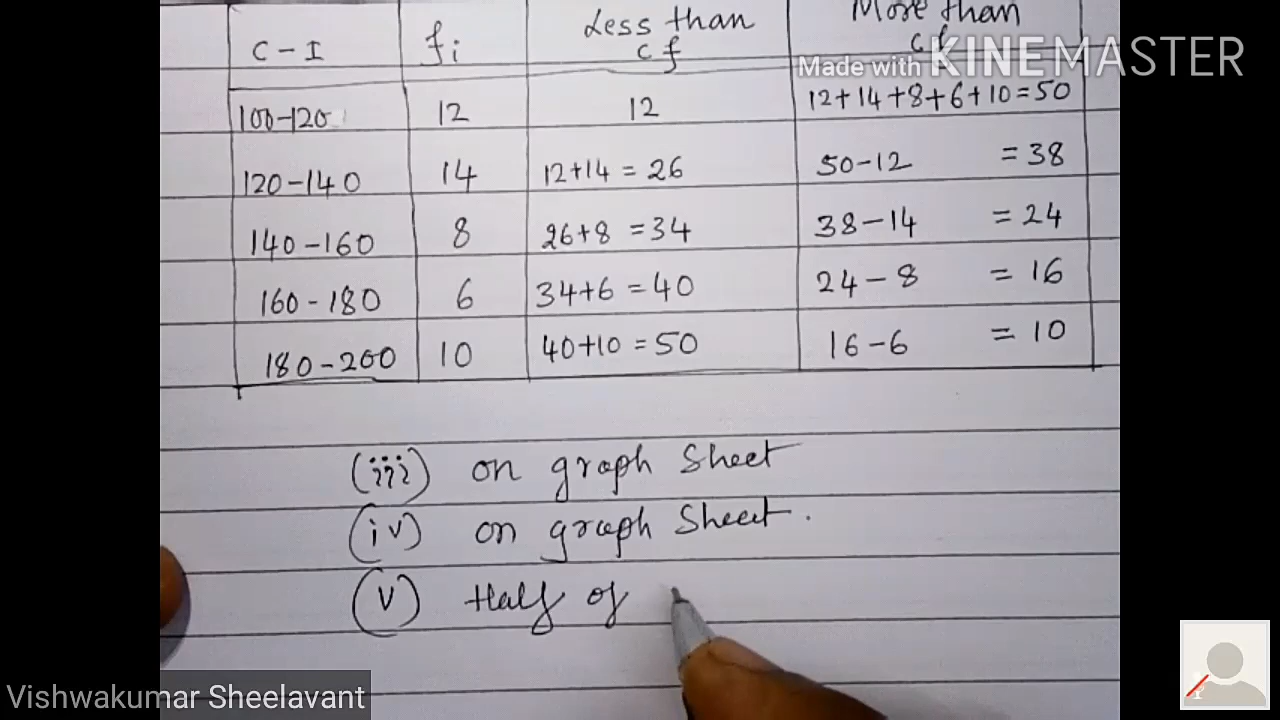 C-I fi Less than cf More than cf
Made with KINEMASTER
100-120 12 12 12+14+8+6+10=50
120-140 14 12+14=26 50-12 =38
140-160 8 26+8=34 38-14 =24
160-180 6 34+6=40 24-8 =16
180-200 10 40+10=50 16-6 =10
(iii) on graph Sheet
(iv) on graph Sheet.
(V) Half of
Vishwakumar Sheelavant